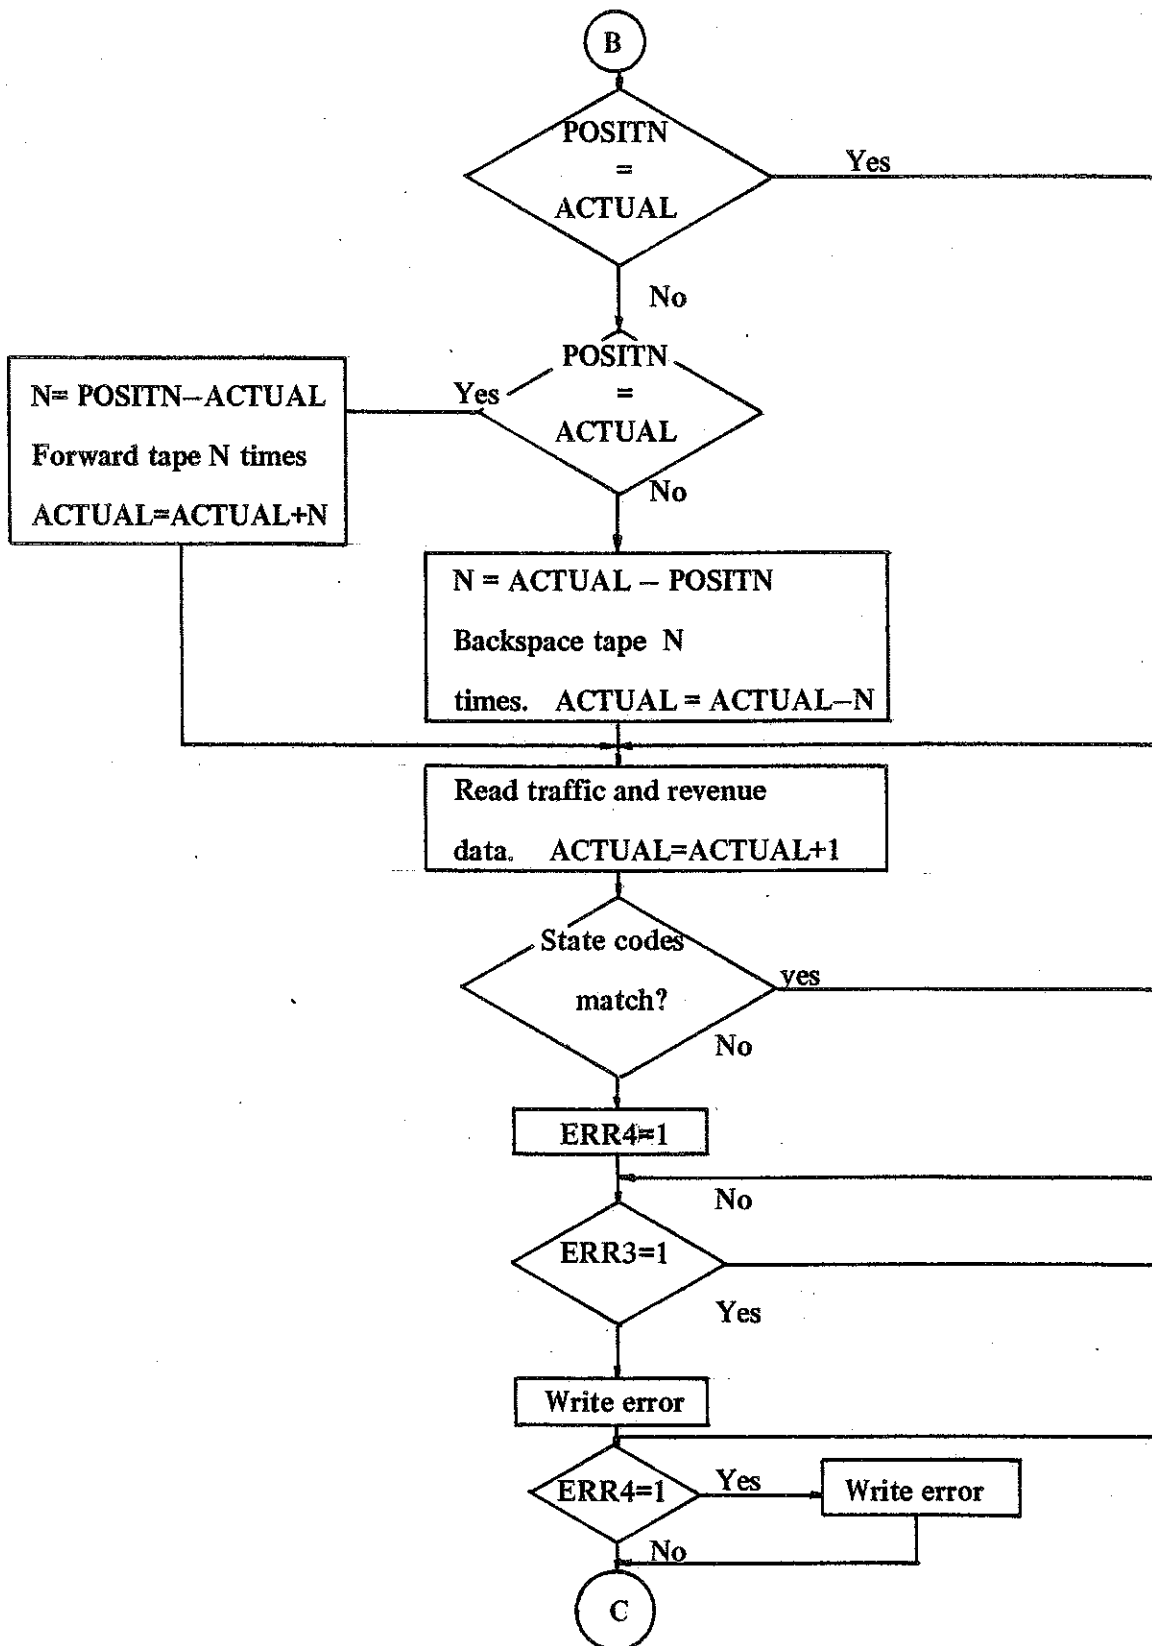 B
POSITN
=
ACTUAL
Yes
No
POSITN
=
ACTUAL
Yes
No
N= POSITN–ACTUAL
Forward tape N times
ACTUAL=ACTUAL+N
N = ACTUAL – POSITN
Backspace tape N
times. ACTUAL = ACTUAL–N
Read traffic and revenue
data. ACTUAL=ACTUAL+1
State codes
match?
yes
No
ERR4=1
No
ERR3=1
Yes
Write error
ERR4=1
Yes
Write error
No
C